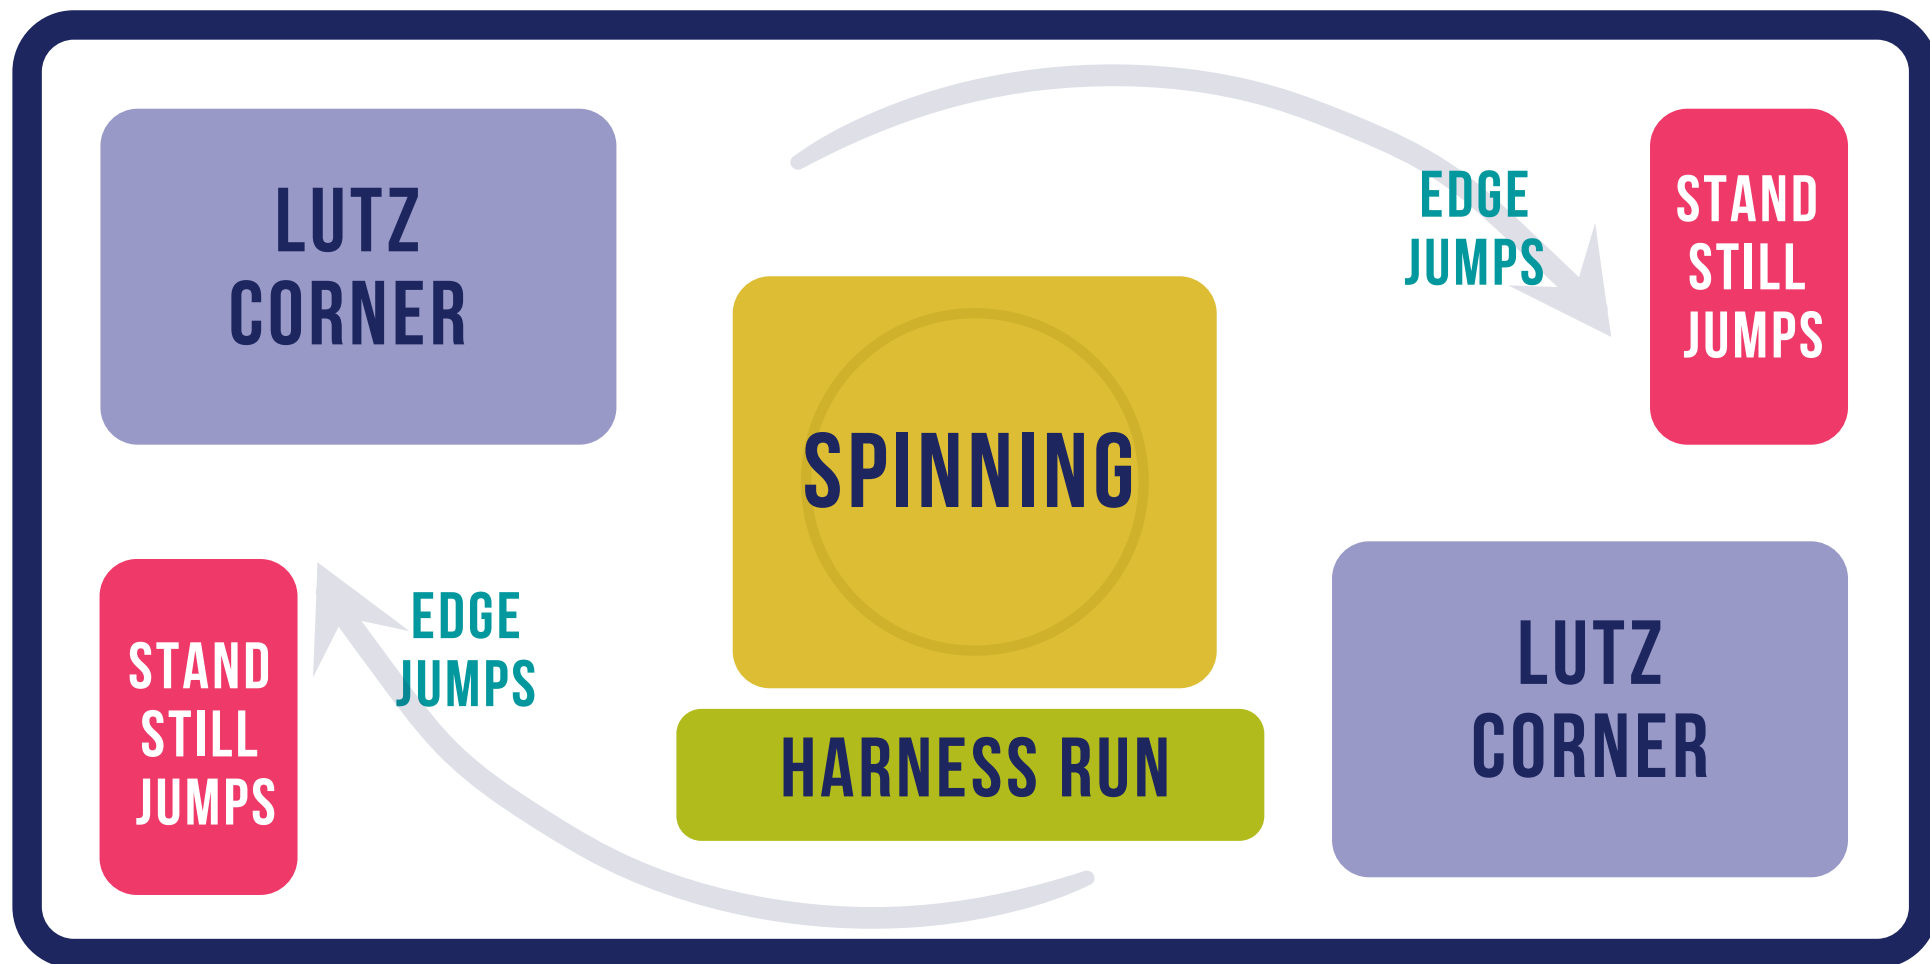 LUTZ
CORNER
EDGE
JUMPS
STAND
STILL
JUMPS
SPINNING
STAND
STILL
JUMPS
EDGE
JUMPS
HARNESS RUN
LUTZ
CORNER